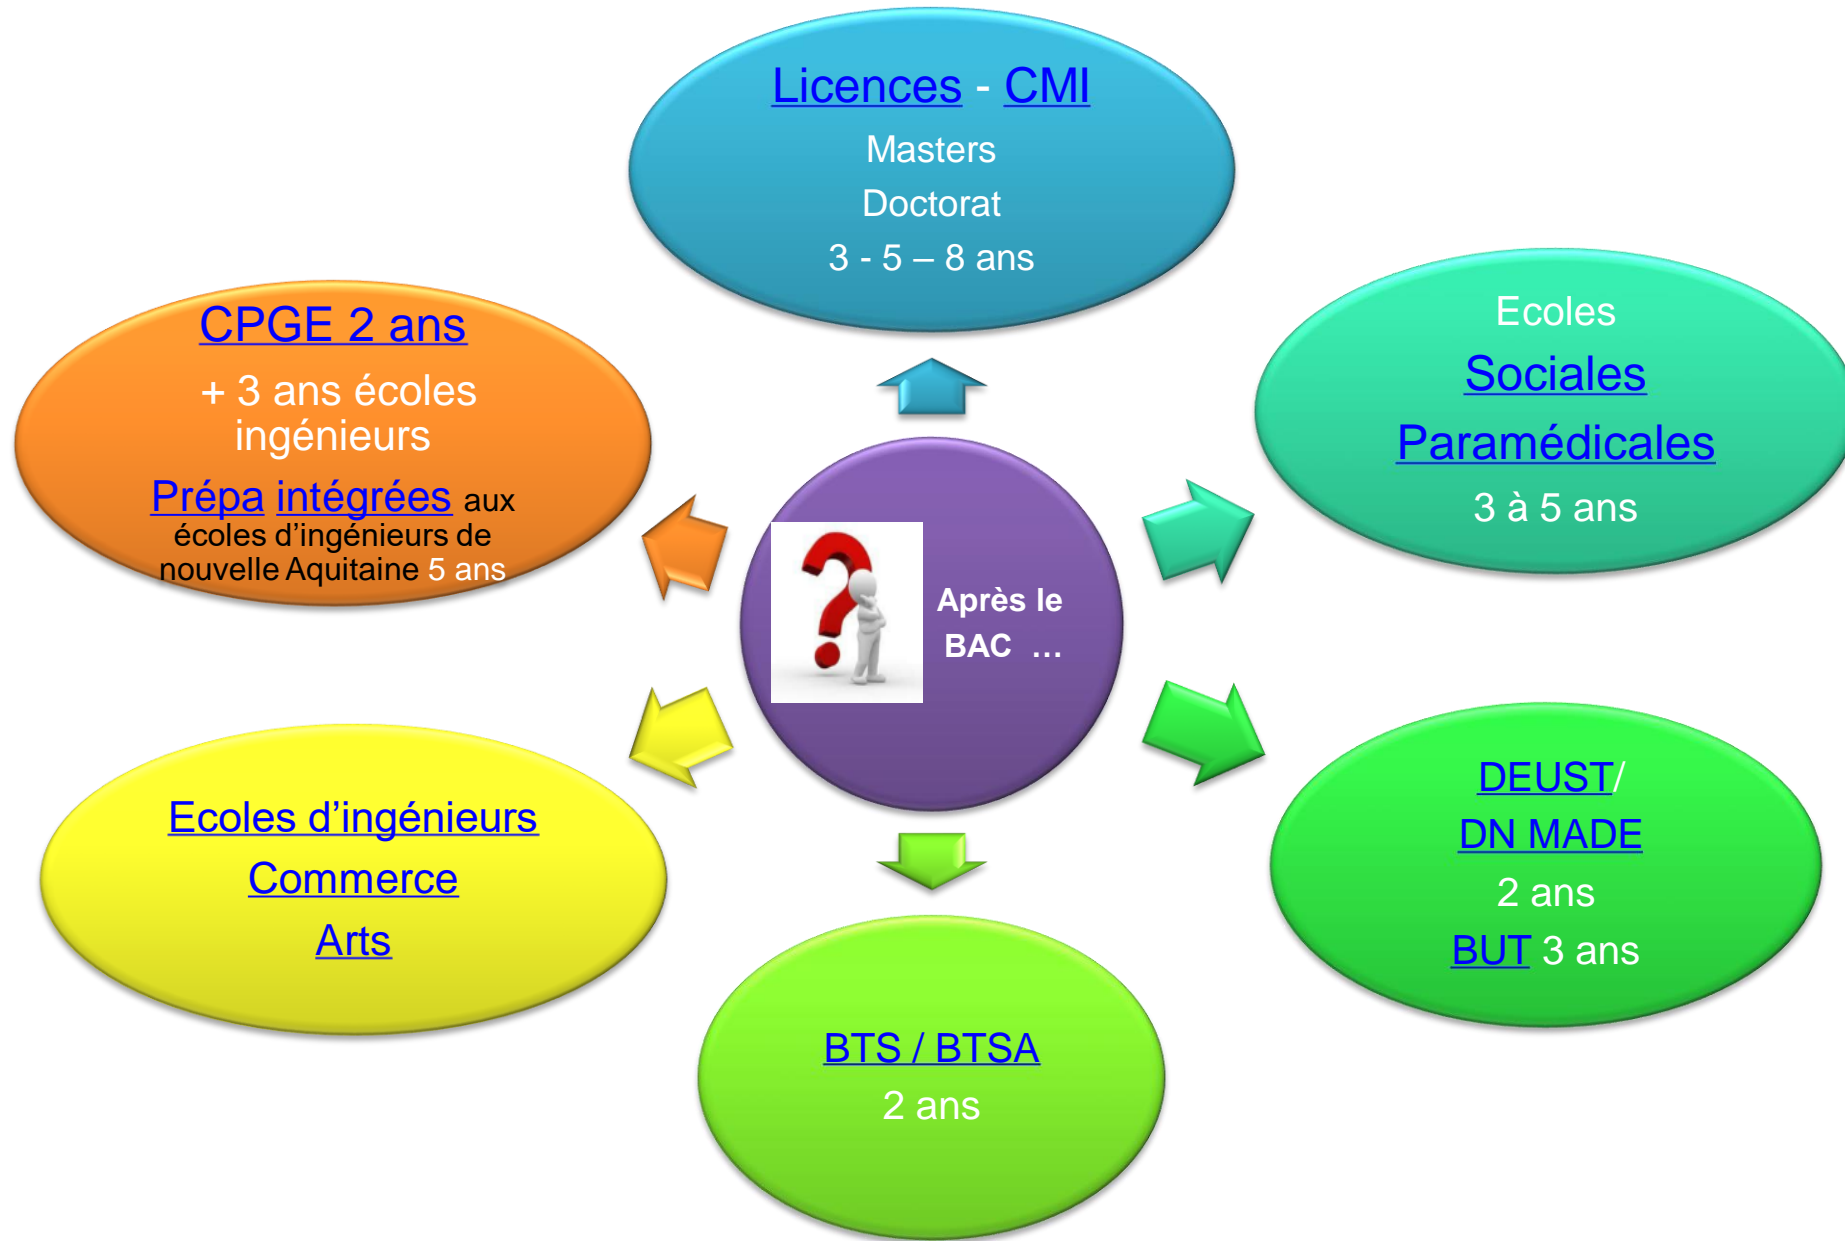 Licences - CMI
Masters
Doctorat
3 - 5 – 8 ans
Ecoles
Sociales
Paramédicales
3 à 5 ans
DEUST/
DN MADE
2 ans
BUT 3 ans
BTS / BTSA
2 ans
Ecoles d’ingénieurs
Commerce
Arts
CPGE 2 ans
+ 3 ans écoles
ingénieurs
Prépa intégrées aux
écoles d’ingénieurs de
nouvelle Aquitaine 5 ans
Après le
BAC …